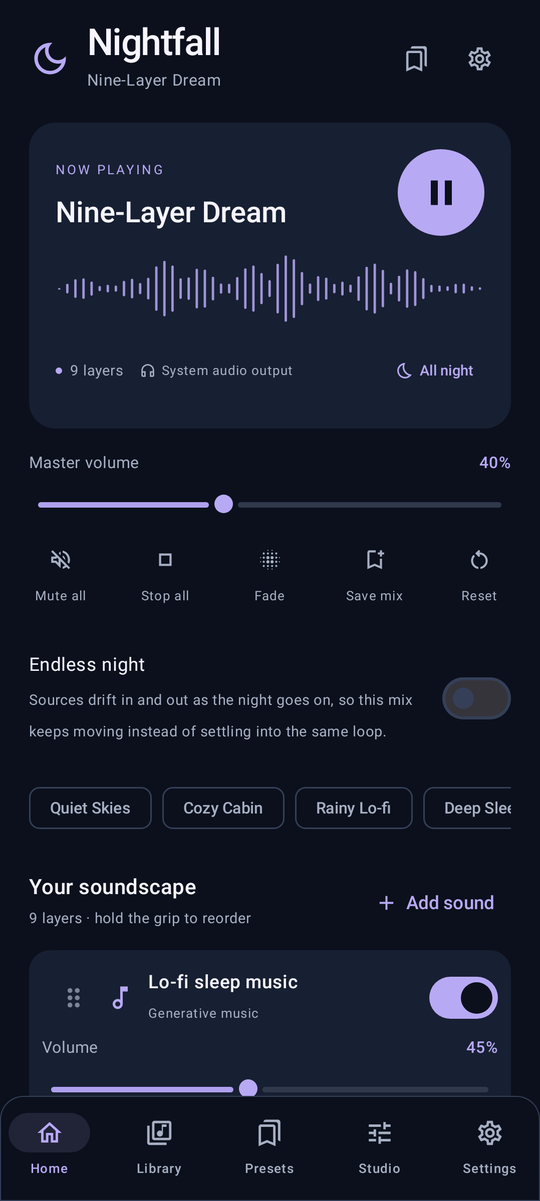 Nightfall
Nine-Layer Dream
NOW PLAYING
Nine-Layer Dream
9 layers
System audio output
All night
Master volume
40%
Mute all
Stop all
Fade
Save mix
Reset
Endless night
Sources drift in and out as the night goes on, so this mix
keeps moving instead of settling into the same loop.
Quiet Skies
Cozy Cabin
Rainy Lo-fi
Deep Slee
Your soundscape
9 layers · hold the grip to reorder
+ Add sound
Lo-fi sleep music
Generative music
Volume
45%
Home
Library
Presets
Studio
Settings